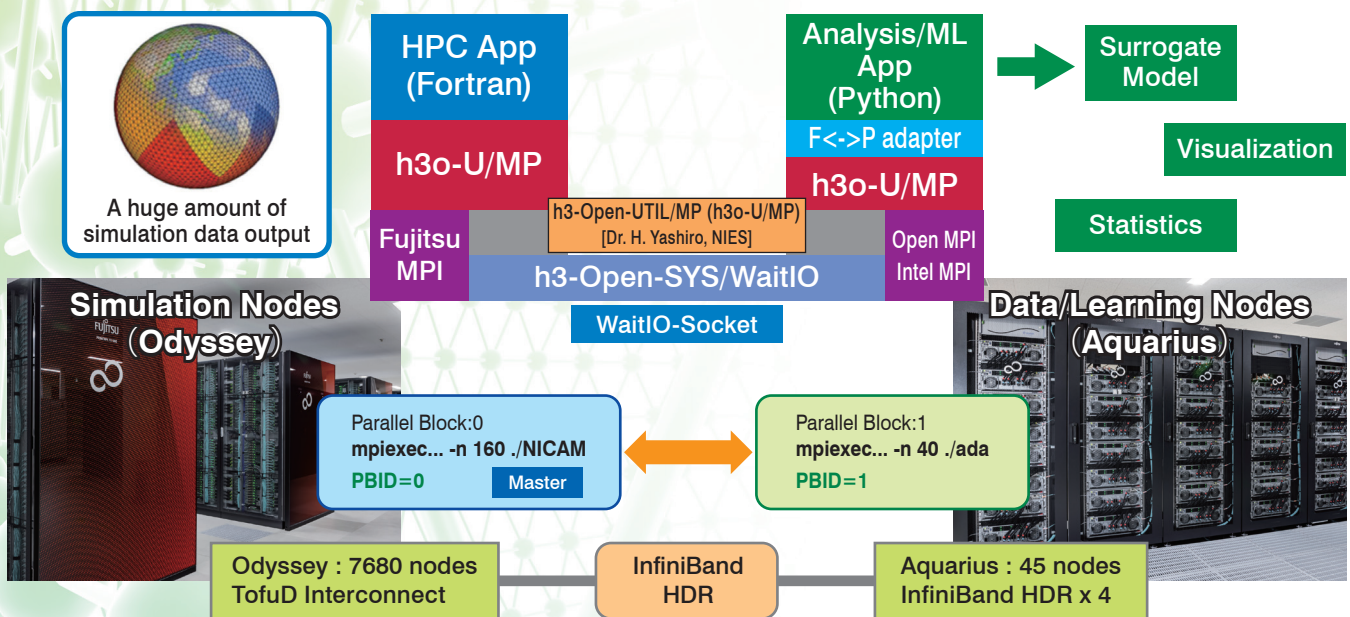 HPC App
(Fortran)
Analysis/ML
App
(Python)
Surrogate
Model
F<->P adapter
Visualization
h3o-U/MP
h3o-U/MP
A huge amount of
simulation data output
h3-Open-UTIL/MP (h3o-U/MP)
[Dr. H. Yashiro, NIES]
Statistics
Fujitsu
MPI
Open MPI
Intel MPI
h3-Open-SYS/WaitIO
Simulation Nodes
(Odyssey)
WaitIO-Socket
Data/Learning Nodes
(Aquarius)
FUJITSU
Parallel Block:0
mpiexec... -n 160 ./NICAM
PBID=0
Master
Parallel Block:1
mpiexec... -n 40 ./ada
PBID=1
Odyssey : 7680 nodes
TofuD Interconnect
InfiniBand
HDR
Aquarius : 45 nodes
InfiniBand HDR x 4